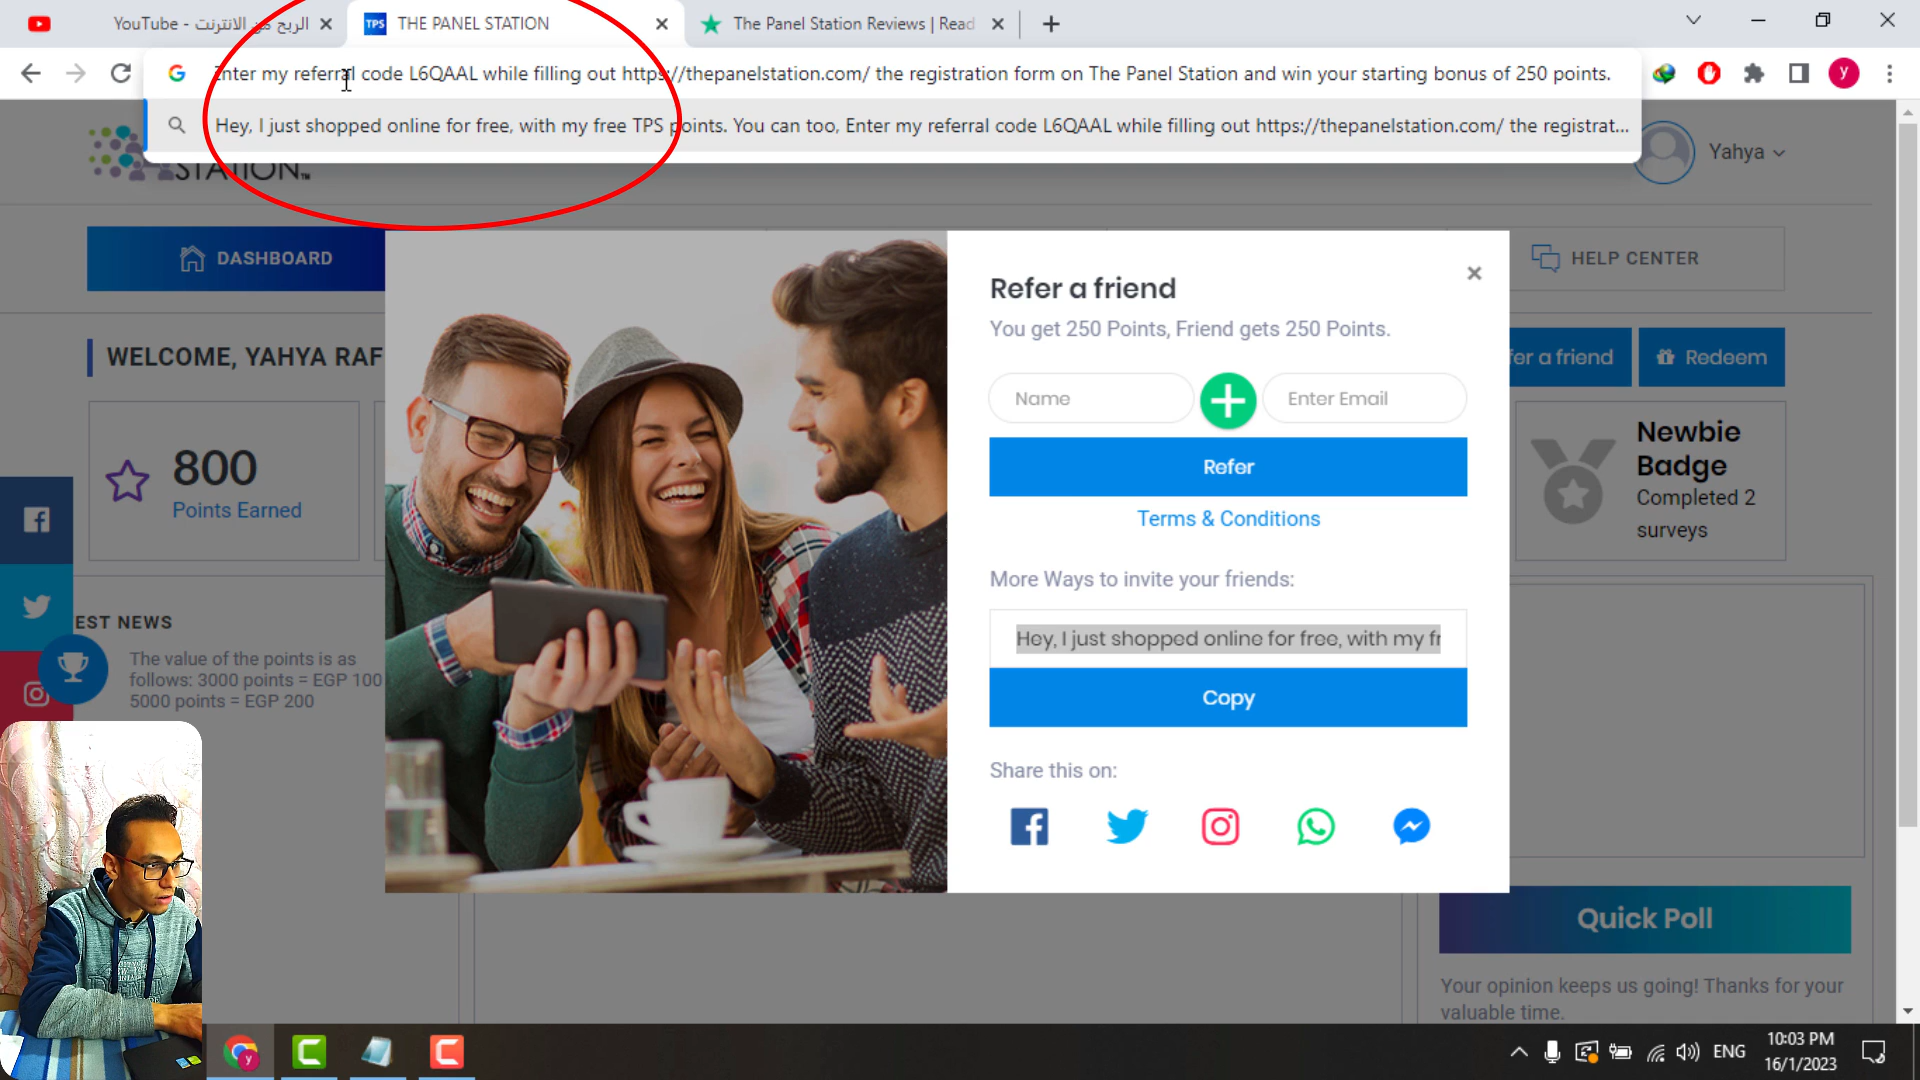 YouTube - الربح من الانترنت
TPS THE PANEL STATION
The Panel Station Reviews | Read
Enter my referral code L6QAAL while filling out https://thepanelstation.com/ the registration form on The Panel Station and win your starting bonus of 250 points.
y
Hey, I just shopped online for free, with my free TPS points. You can too, Enter my referral code L6QAAL while filling out https://thepanelstation.com/ the registrat...
STATION
Yahya
DASHBOARD
HELP CENTER
WELCOME, YAHYA RAF
er a friend
Redeem
800
Points Earned
Newbie
Badge
Completed 2
surveys
EST NEWS
The value of the points is as
follows: 3000 points = EGP 100
5000 points = EGP 200
Refer a friend
You get 250 Points, Friend gets 250 Points.
Name
Enter Email
Refer
Terms & Conditions
More Ways to invite your friends:
Hey, I just shopped online for free, with my fr
Copy
Share this on:
Quick Poll
Your opinion keeps us going! Thanks for your
valuable time.
ENG
10:03 PM
16/1/2023